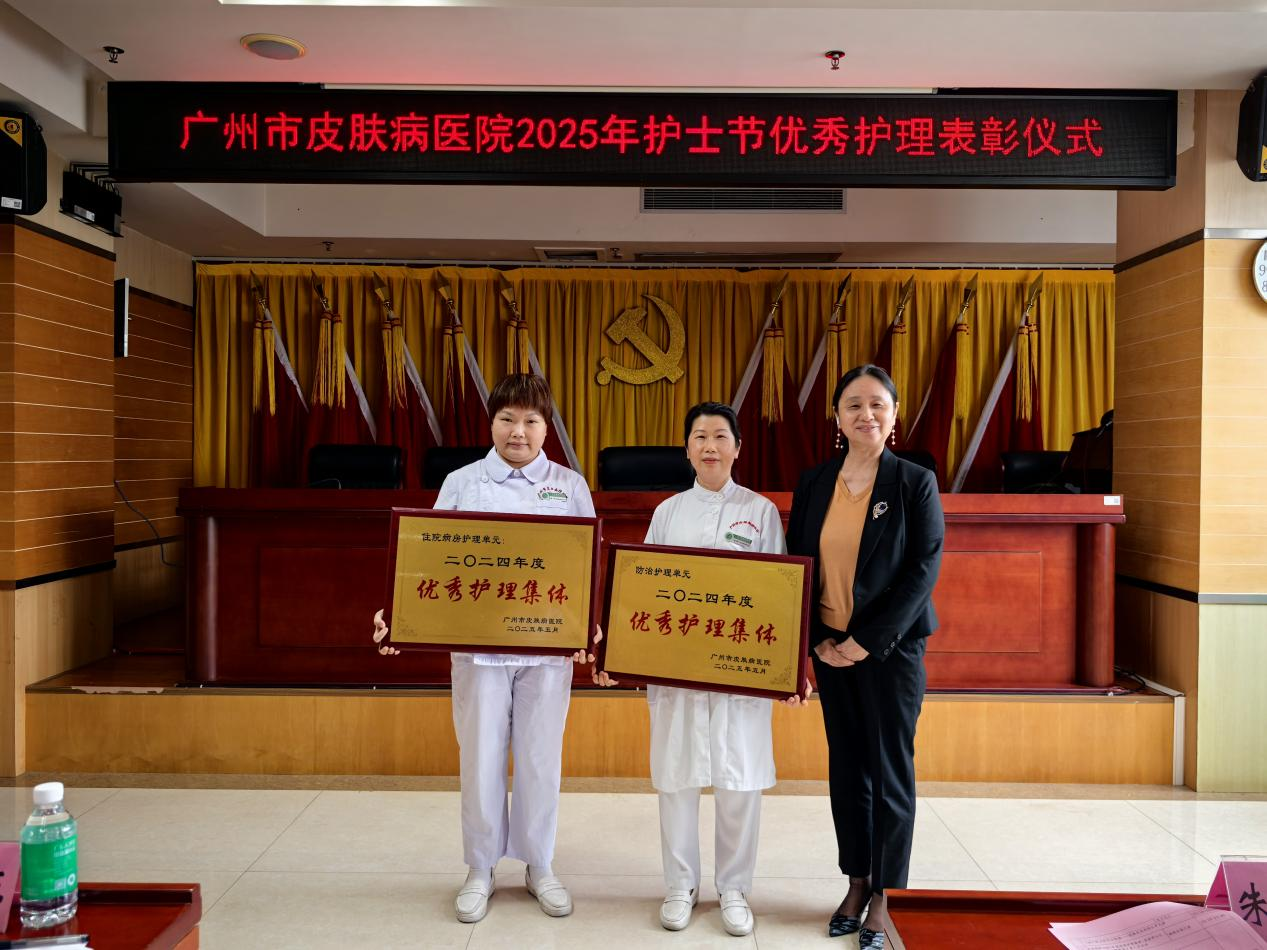 广州市皮肤病医院2025年护士节优秀护理表彰仪式
住院病房护理单元:
二〇二四年度
优秀护理集体
广州市皮肤病医院
二〇二五年五月
防治护理单元
二〇二四年度
优秀护理集体
广州市皮肤病医院
二〇二五年五月
朱